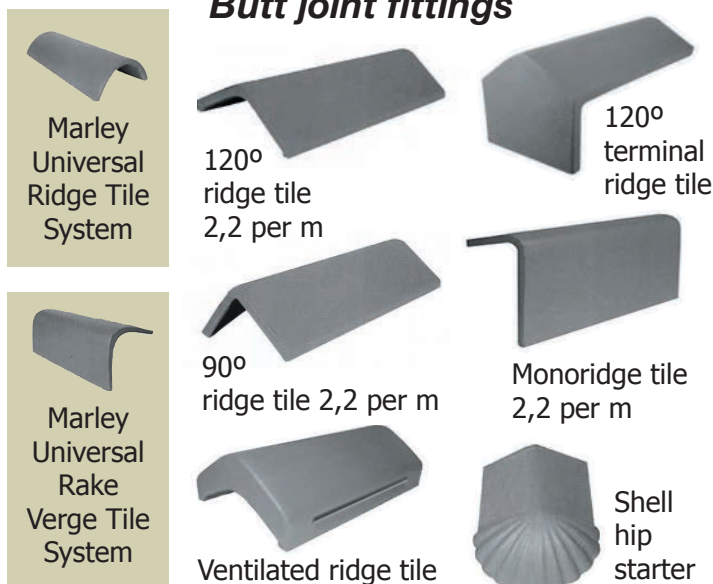 Butt joint fittings
Marley
Universal
Ridge Tile
System
120º
ridge tile
2,2 per m
120º
terminal
ridge tile
Marley
Universal
Rake
Verge Tile
System
90º
ridge tile 2,2 per m
Monoridge tile
2,2 per m
Ventilated ridge tile
Shell
hip
starter